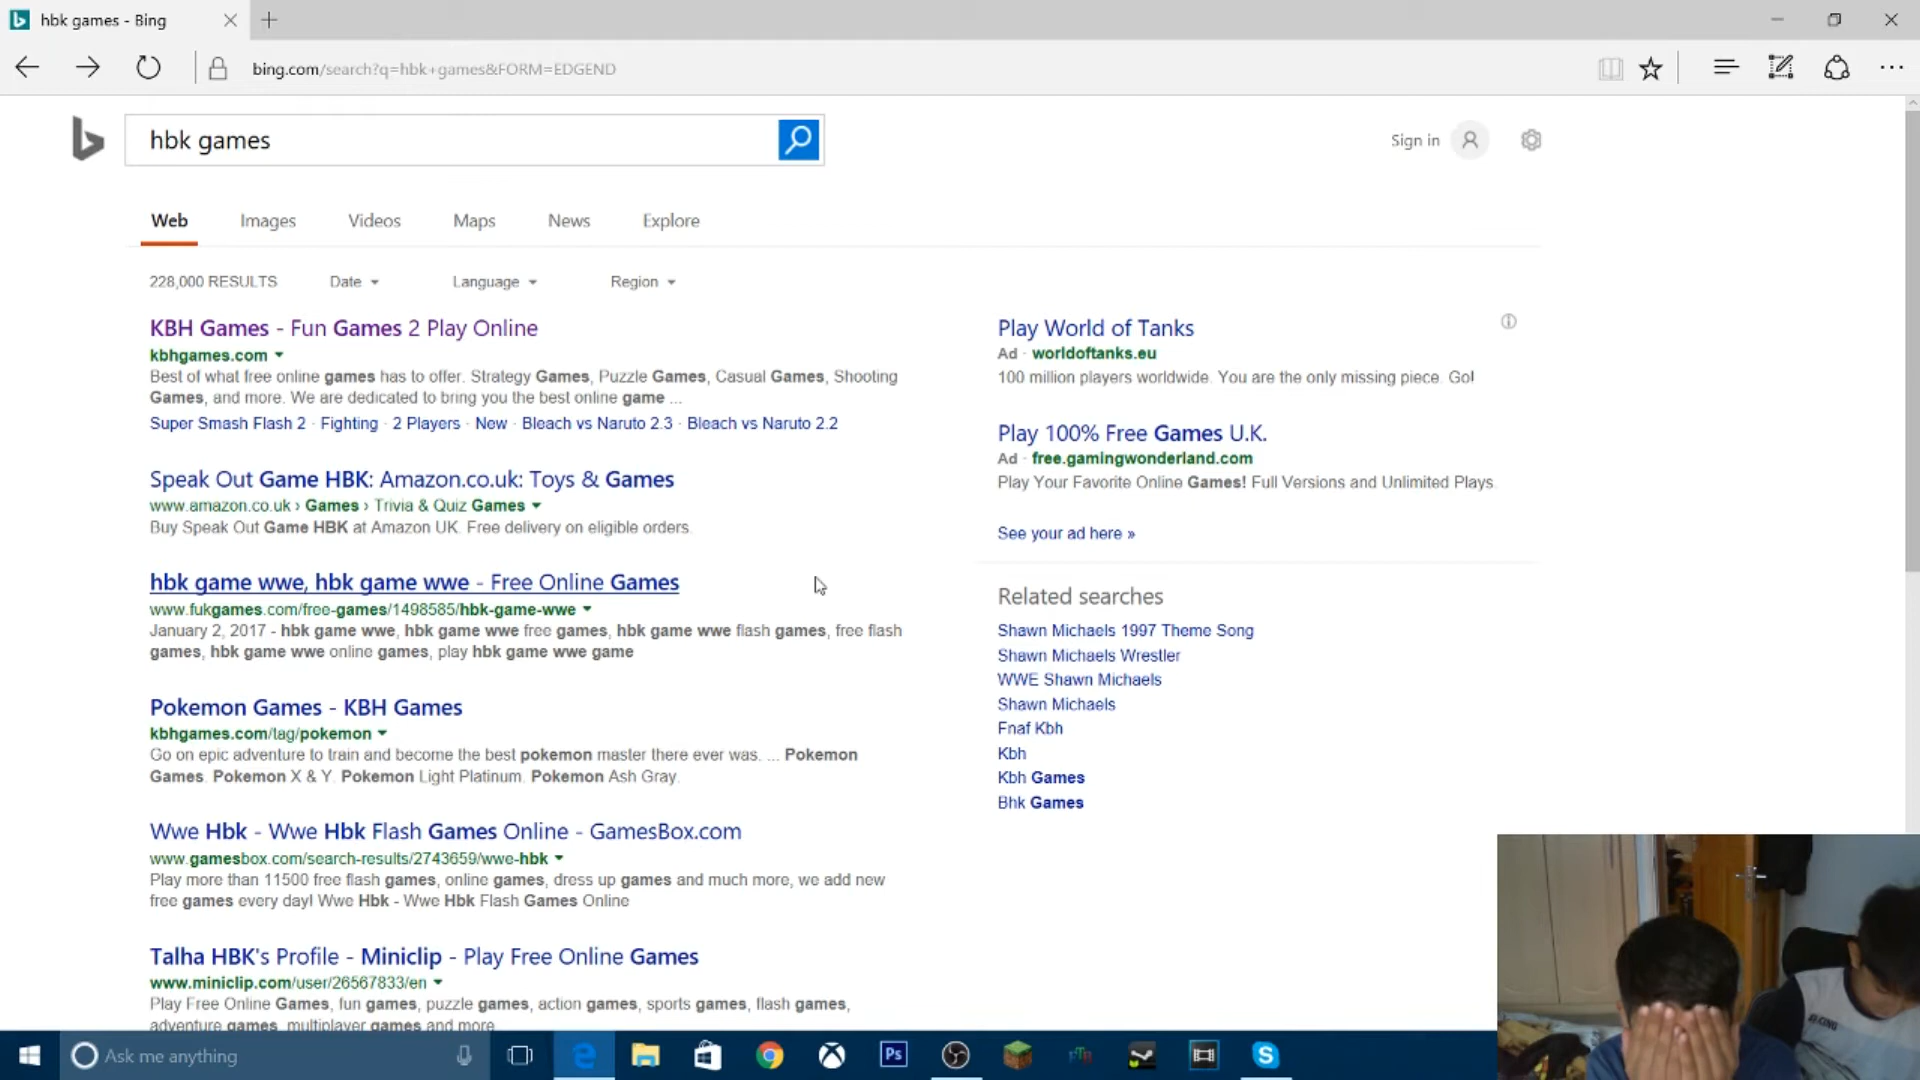 hbk games - Bing
bing.com/search?q=hbk+games&FORM=EDGEND
hbk games
Sign in
Web Images Videos Maps News Explore
228,000 RESULTS Date Language Region
KBH Games - Fun Games 2 Play Online
kbhgames.com
Best of what free online games has to offer. Strategy Games, Puzzle Games, Casual Games, Shooting
Games, and more. We are dedicated to bring you the best online game ...
Super Smash Flash 2 · Fighting · 2 Players · New · Bleach vs Naruto 2.3 · Bleach vs Naruto 2.2
Speak Out Game HBK: Amazon.co.uk: Toys & Games
www.amazon.co.uk › Games › Trivia & Quiz Games
Buy Speak Out Game HBK at Amazon UK. Free delivery on eligible orders.
hbk game wwe, hbk game wwe - Free Online Games
www.fukgames.com/free-games/1498585/hbk-game-wwe
January 2, 2017 - hbk game wwe, hbk game wwe free games, hbk game wwe flash games, free flash
games, hbk game wwe online games, play hbk game wwe game
Pokemon Games - KBH Games
kbhgames.com/tag/pokemon
Go on epic adventure to train and become the best pokemon master there ever was. ... Pokemon
Games. Pokemon X & Y. Pokemon Light Platinum. Pokemon Ash Gray.
Wwe Hbk - Wwe Hbk Flash Games Online - GamesBox.com
www.gamesbox.com/search-results/2743659/wwe-hbk
Play more than 11500 free flash games, online games, dress up games and much more, we add new
free games every day! Wwe Hbk - Wwe Hbk Flash Games Online
Talha HBK's Profile - Miniclip - Play Free Online Games
www.miniclip.com/user/26567833/en
Play Free Online Games, fun games, puzzle games, action games, sports games, flash games,
adventure games, multiplayer games and more
Play World of Tanks
Ad · worldoftanks.eu
100 million players worldwide. You are the only missing piece. Go!
Play 100% Free Games U.K.
Ad · free.gamingwonderland.com
Play Your Favorite Online Games! Full Versions and Unlimited Plays.
See your ad here »
Related searches
Shawn Michaels 1997 Theme Song
Shawn Michaels Wrestler
WWE Shawn Michaels
Shawn Michaels
Fnaf Kbh
Kbh
Kbh Games
Bhk Games
Ask me anything
Ps